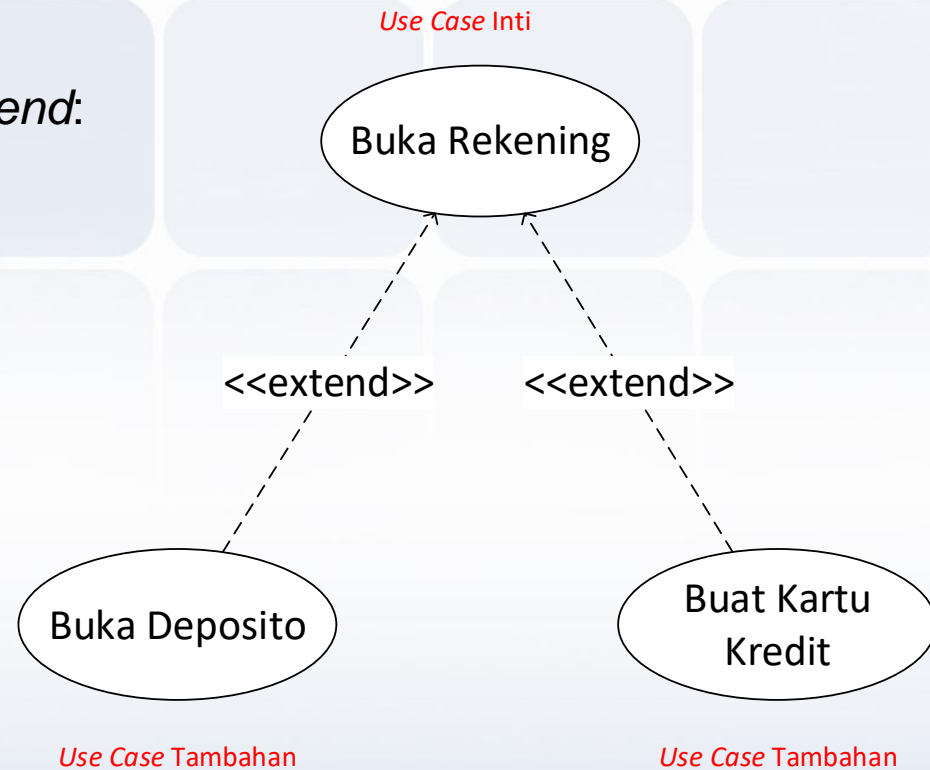 Use Case Inti
end:
Buka Rekening
<<extend>> <<extend>>
Buka Deposito
Buat Kartu
Kredit
Use Case Tambahan
Use Case Tambahan